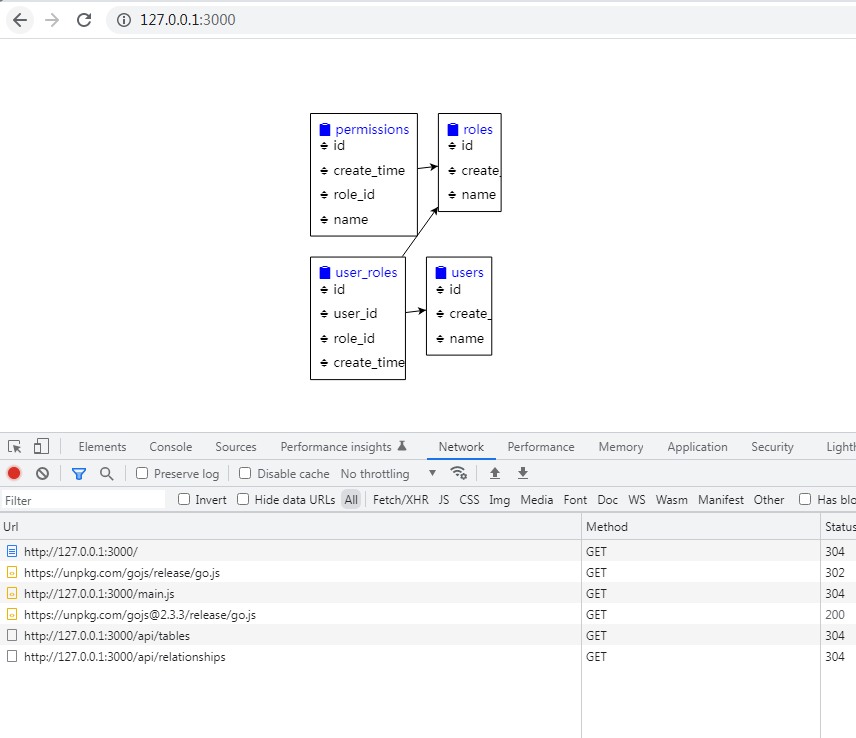 127.0.0.1:3000
permissions
id
create_time
role_id
name
roles
id
create_
name
user_roles
id
user_id
role_id
create_time
users
id
create_
name
Elements Console Sources Performance insights Network Performance Memory Application Security Lighth
Preserve log Disable cache No throttling
Filter Invert Hide data URLs All Fetch/XHR JS CSS Img Media Font Doc WS Wasm Manifest Other Has blo
Url Method Status
http://127.0.0.1:3000/ GET 304
https://unpkg.com/gojs/release/go.js GET 302
http://127.0.0.1:3000/main.js GET 304
https://unpkg.com/gojs@2.3.3/release/go.js GET 200
http://127.0.0.1:3000/api/tables GET 304
http://127.0.0.1:3000/api/relationships GET 304